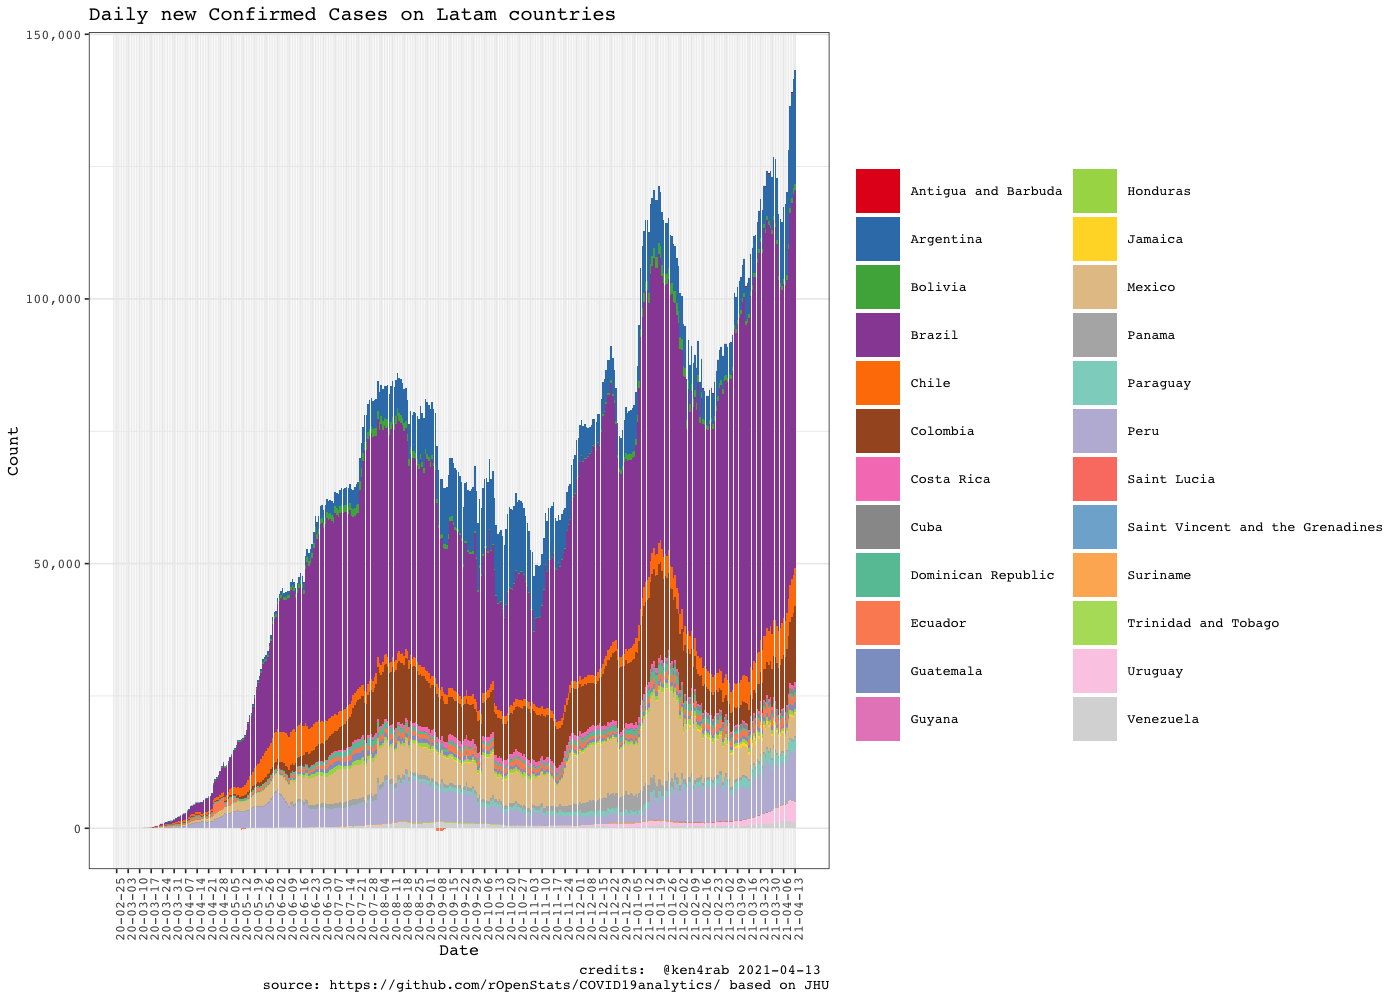 Daily new Confirmed Cases on Latam countries
150,000
100,000
50,000
0
Count
20-02-25
20-03-03
20-03-10
20-03-17
20-03-24
20-03-31
20-04-07
20-04-14
20-04-21
20-04-28
20-05-05
20-05-12
20-05-19
20-05-26
20-06-02
20-06-09
20-06-16
20-06-23
20-06-30
20-07-07
20-07-14
20-07-21
20-07-28
20-08-04
20-08-11
20-08-18
20-08-25
20-09-01
20-09-08
20-09-15
20-09-22
20-09-29
20-10-06
20-10-13
20-10-20
20-10-27
20-11-03
20-11-10
20-11-17
20-11-24
20-12-01
20-12-08
20-12-15
20-12-22
20-12-29
21-01-05
21-01-12
21-01-19
21-01-26
21-02-02
21-02-09
21-02-16
21-02-23
21-03-02
21-03-09
21-03-16
21-03-23
21-03-30
21-04-06
21-04-13
Date
Antigua and Barbuda
Argentina
Bolivia
Brazil
Chile
Colombia
Costa Rica
Cuba
Dominican Republic
Ecuador
Guatemala
Guyana
Honduras
Jamaica
Mexico
Panama
Paraguay
Peru
Saint Lucia
Saint Vincent and the Grenadines
Suriname
Trinidad and Tobago
Uruguay
Venezuela
credits:  @ken4rab 2021-04-13
source: https://github.com/rOpenStats/COVID19analytics/ based on JHU